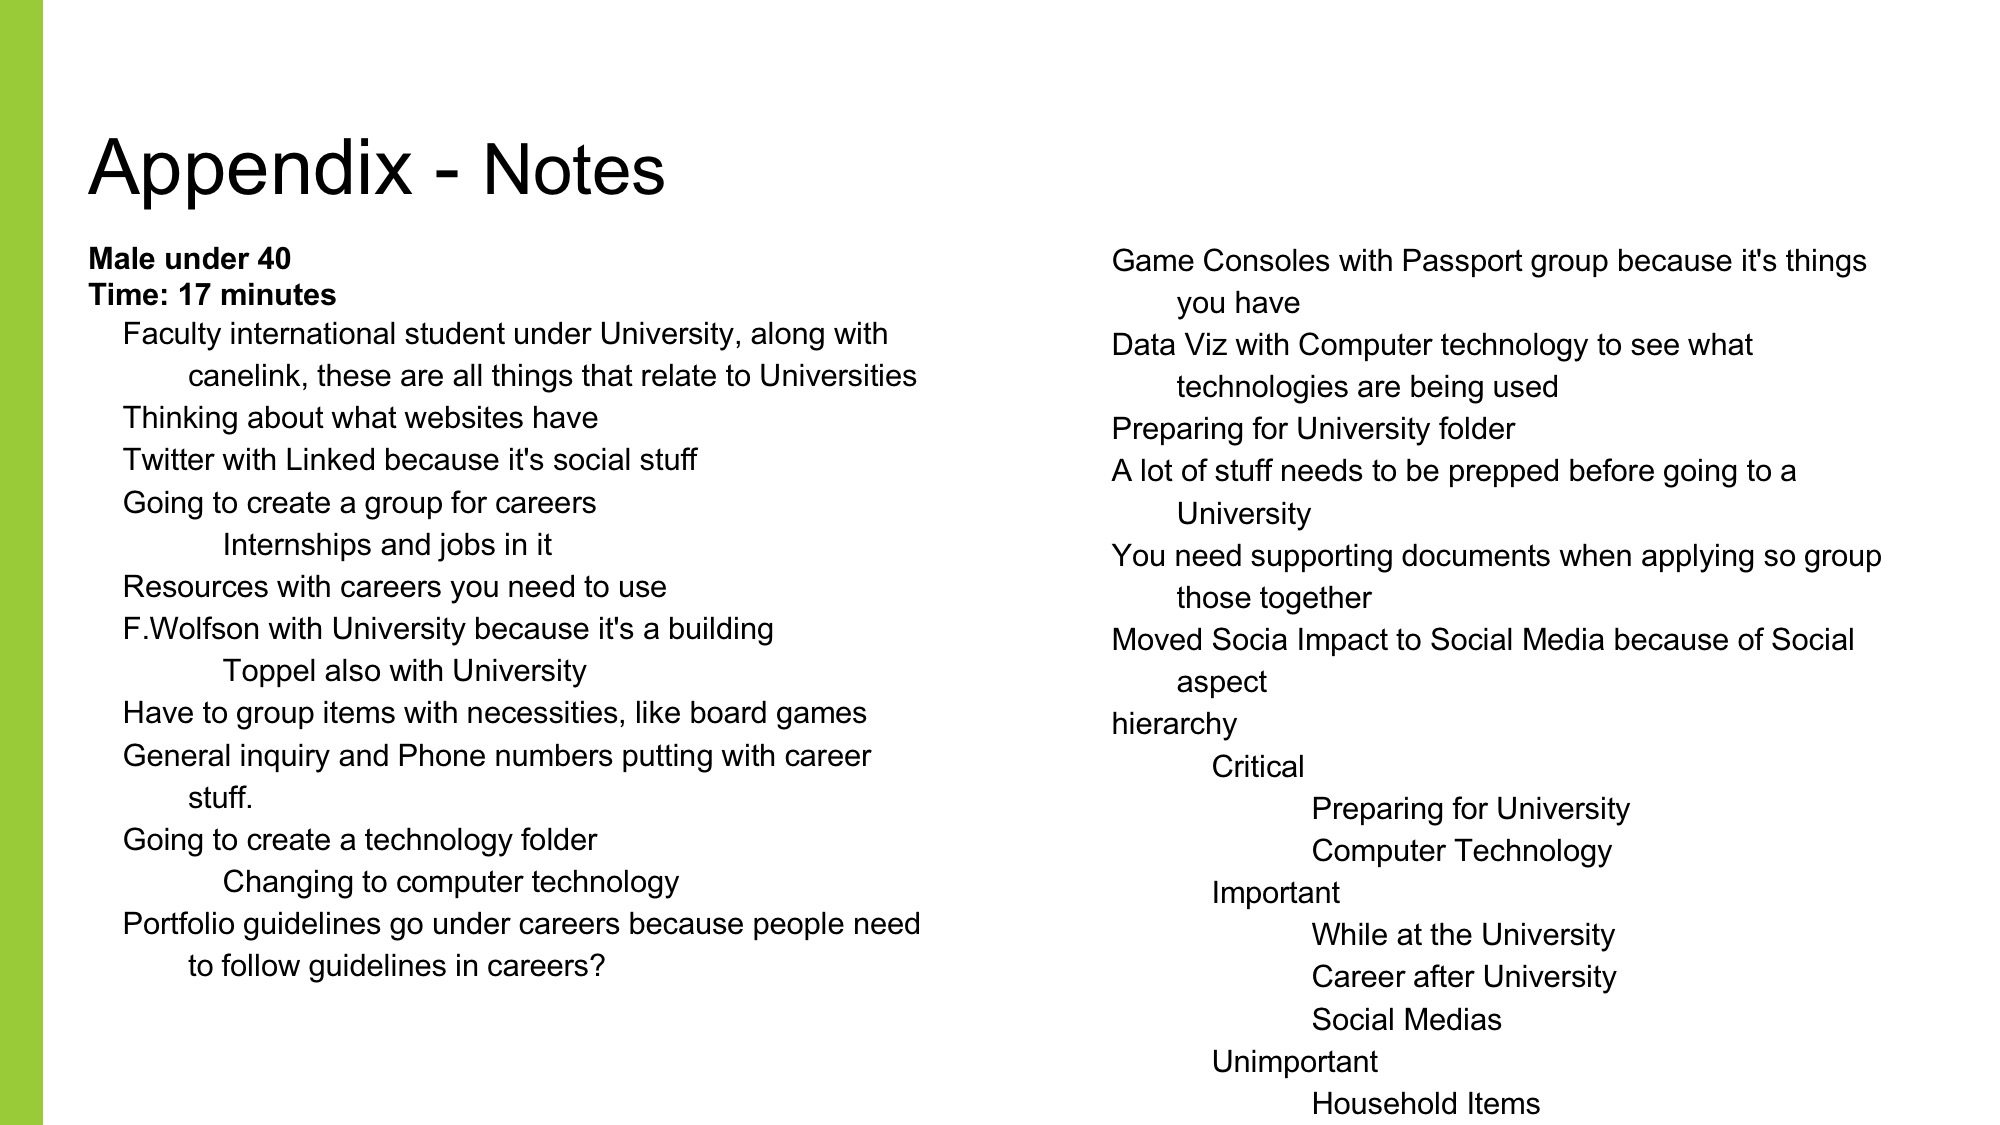 Appendix - Notes
Male under 40
Time: 17 minutes
Faculty international student under University, along with
canelink, these are all things that relate to Universities
Thinking about what websites have
Twitter with Linked because it's social stuff
Going to create a group for careers
Internships and jobs in it
Resources with careers you need to use
F.Wolfson with University because it's a building
Toppel also with University
Have to group items with necessities, like board games
General inquiry and Phone numbers putting with career
stuff.
Going to create a technology folder
Changing to computer technology
Portfolio guidelines go under careers because people need
to follow guidelines in careers?
Game Consoles with Passport group because it's things
you have
Data Viz with Computer technology to see what
technologies are being used
Preparing for University folder
A lot of stuff needs to be prepped before going to a
University
You need supporting documents when applying so group
those together
Moved Socia Impact to Social Media because of Social
aspect
hierarchy
Critical
Preparing for University
Computer Technology
Important
While at the University
Career after University
Social Medias
Unimportant
Household Items